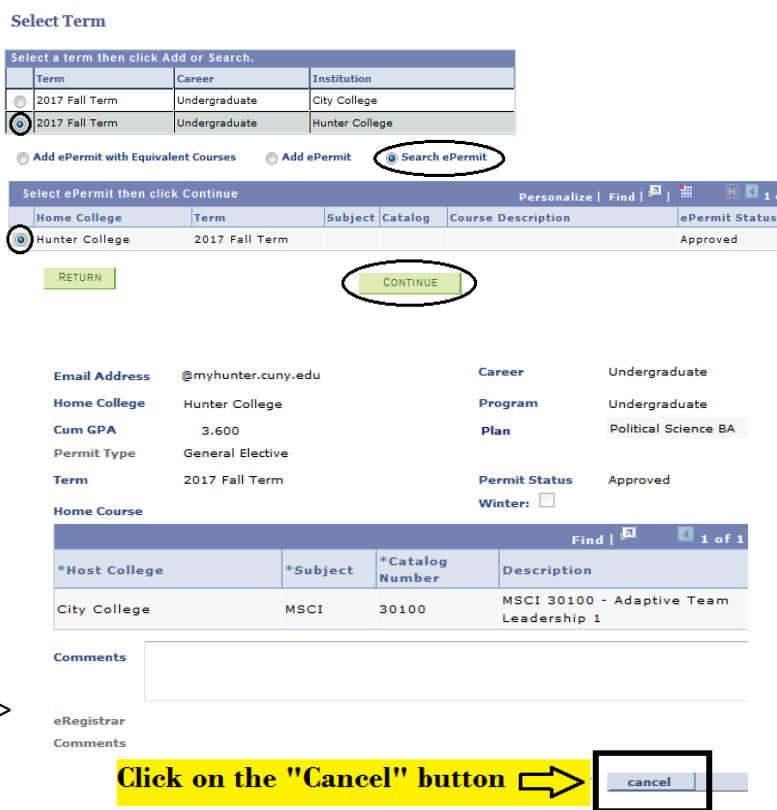 Select Term
Select a term then click Add or Search.
Term Career Institution
2017 Fall Term Undergraduate City College
2017 Fall Term Undergraduate Hunter College
Add ePermit with Equivalent Courses Add ePermit Search ePermit
Select ePermit then click Continue Personalize | Find | | 1 o
Home College Term Subject Catalog Course Description ePermit Status
Hunter College 2017 Fall Term Approved
RETURN CONTINUE
Email Address @myhunter.cuny.edu Career Undergraduate
Home College Hunter College Program Undergraduate
Cum GPA 3.600 Plan Political Science BA
Permit Type General Elective
Term 2017 Fall Term Permit Status Approved
Winter:
Home Course
Find | 1 of 1
*Host College *Subject *Catalog Number Description
City College MSCI 30100 MSCI 30100 - Adaptive Team
Leadership 1
Comments
>
eRegistrar
Comments
Click on the "Cancel" button cancel